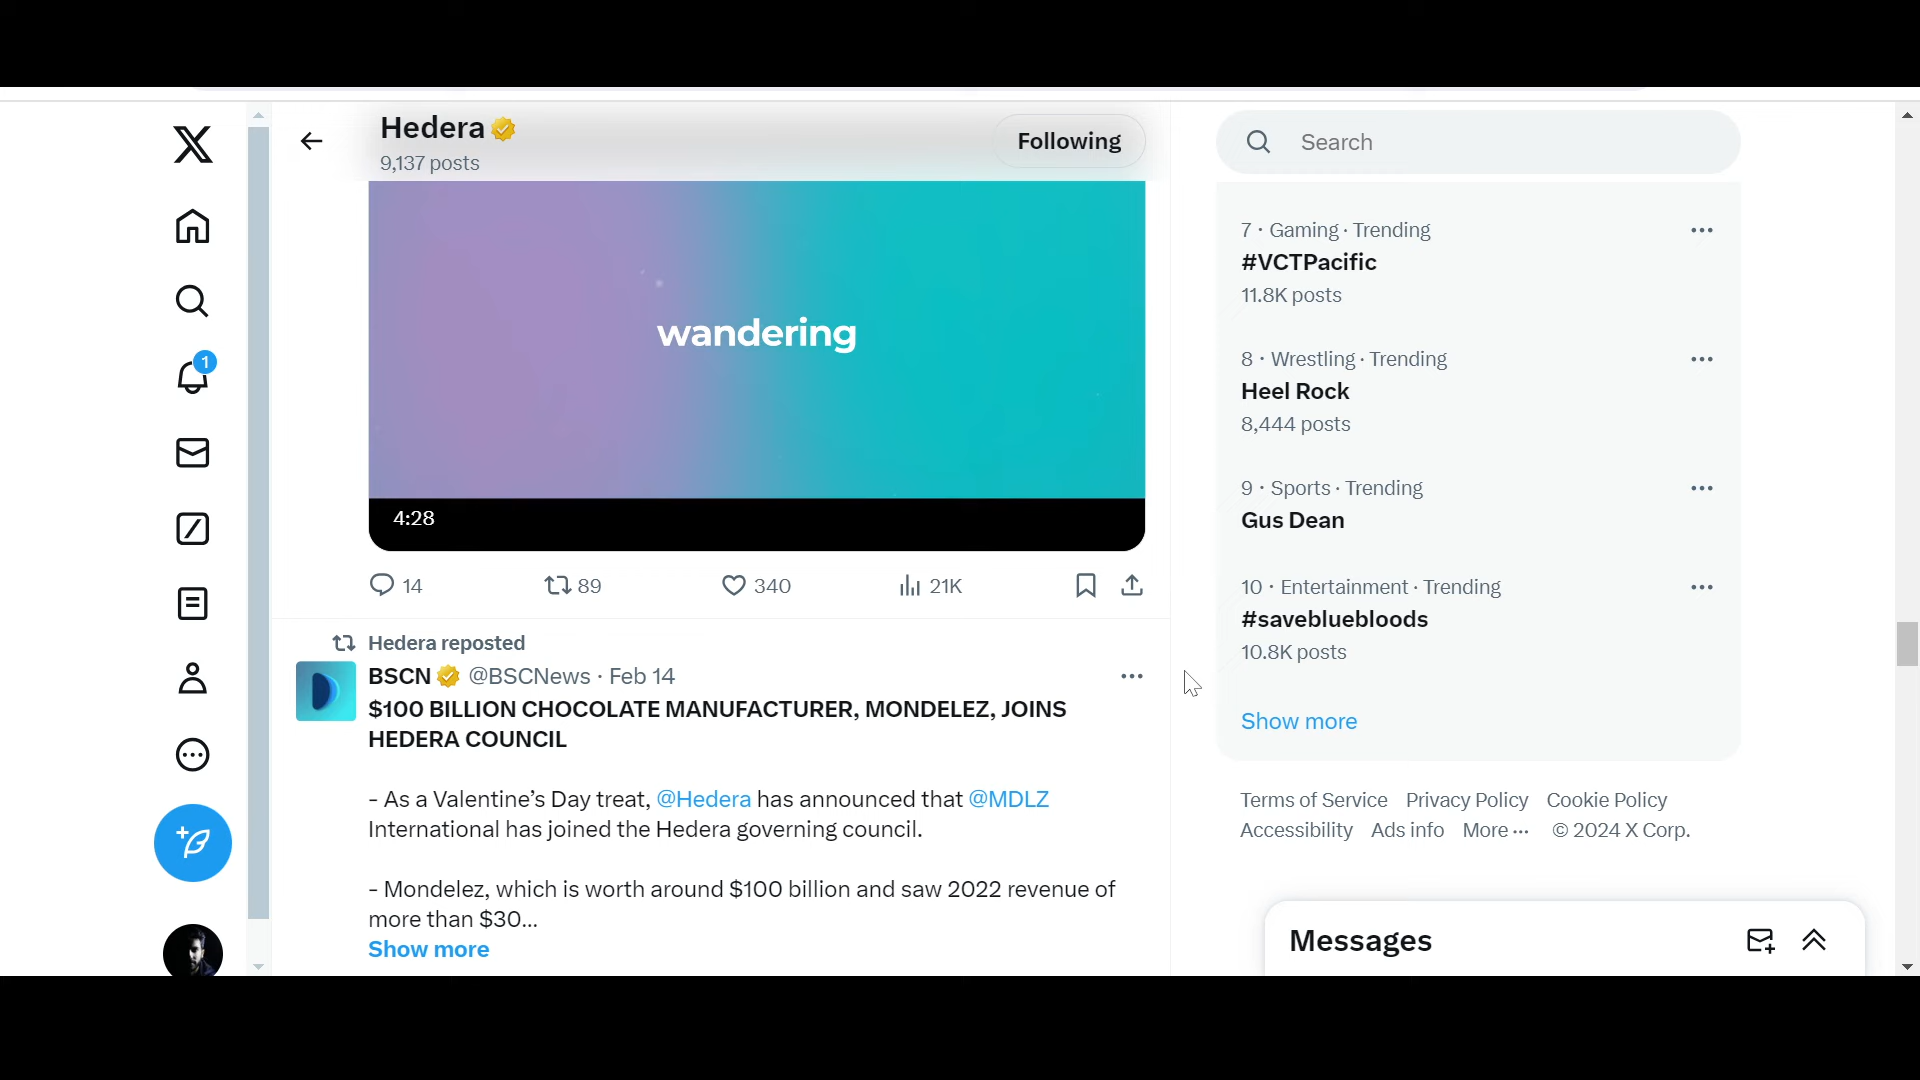 Hedera
9,137 posts
Following
wandering
4:28
14
89
340
21K
Hedera reposted
BSCN @BSCNews · Feb 14
$100 BILLION CHOCOLATE MANUFACTURER, MONDELEZ, JOINS
HEDERA COUNCIL
- As a Valentine’s Day treat, @Hedera has announced that @MDLZ
International has joined the Hedera governing council.
- Mondelez, which is worth around $100 billion and saw 2022 revenue of
more than $30...
Show more
1
Search
7 · Gaming · Trending
#VCTPacific
11.8K posts
8 · Wrestling · Trending
Heel Rock
8,444 posts
9 · Sports · Trending
Gus Dean
10 · Entertainment · Trending
#savebluebloods
10.8K posts
Show more
Terms of Service Privacy Policy Cookie Policy
Accessibility Ads info More ··· © 2024 X Corp.
Messages